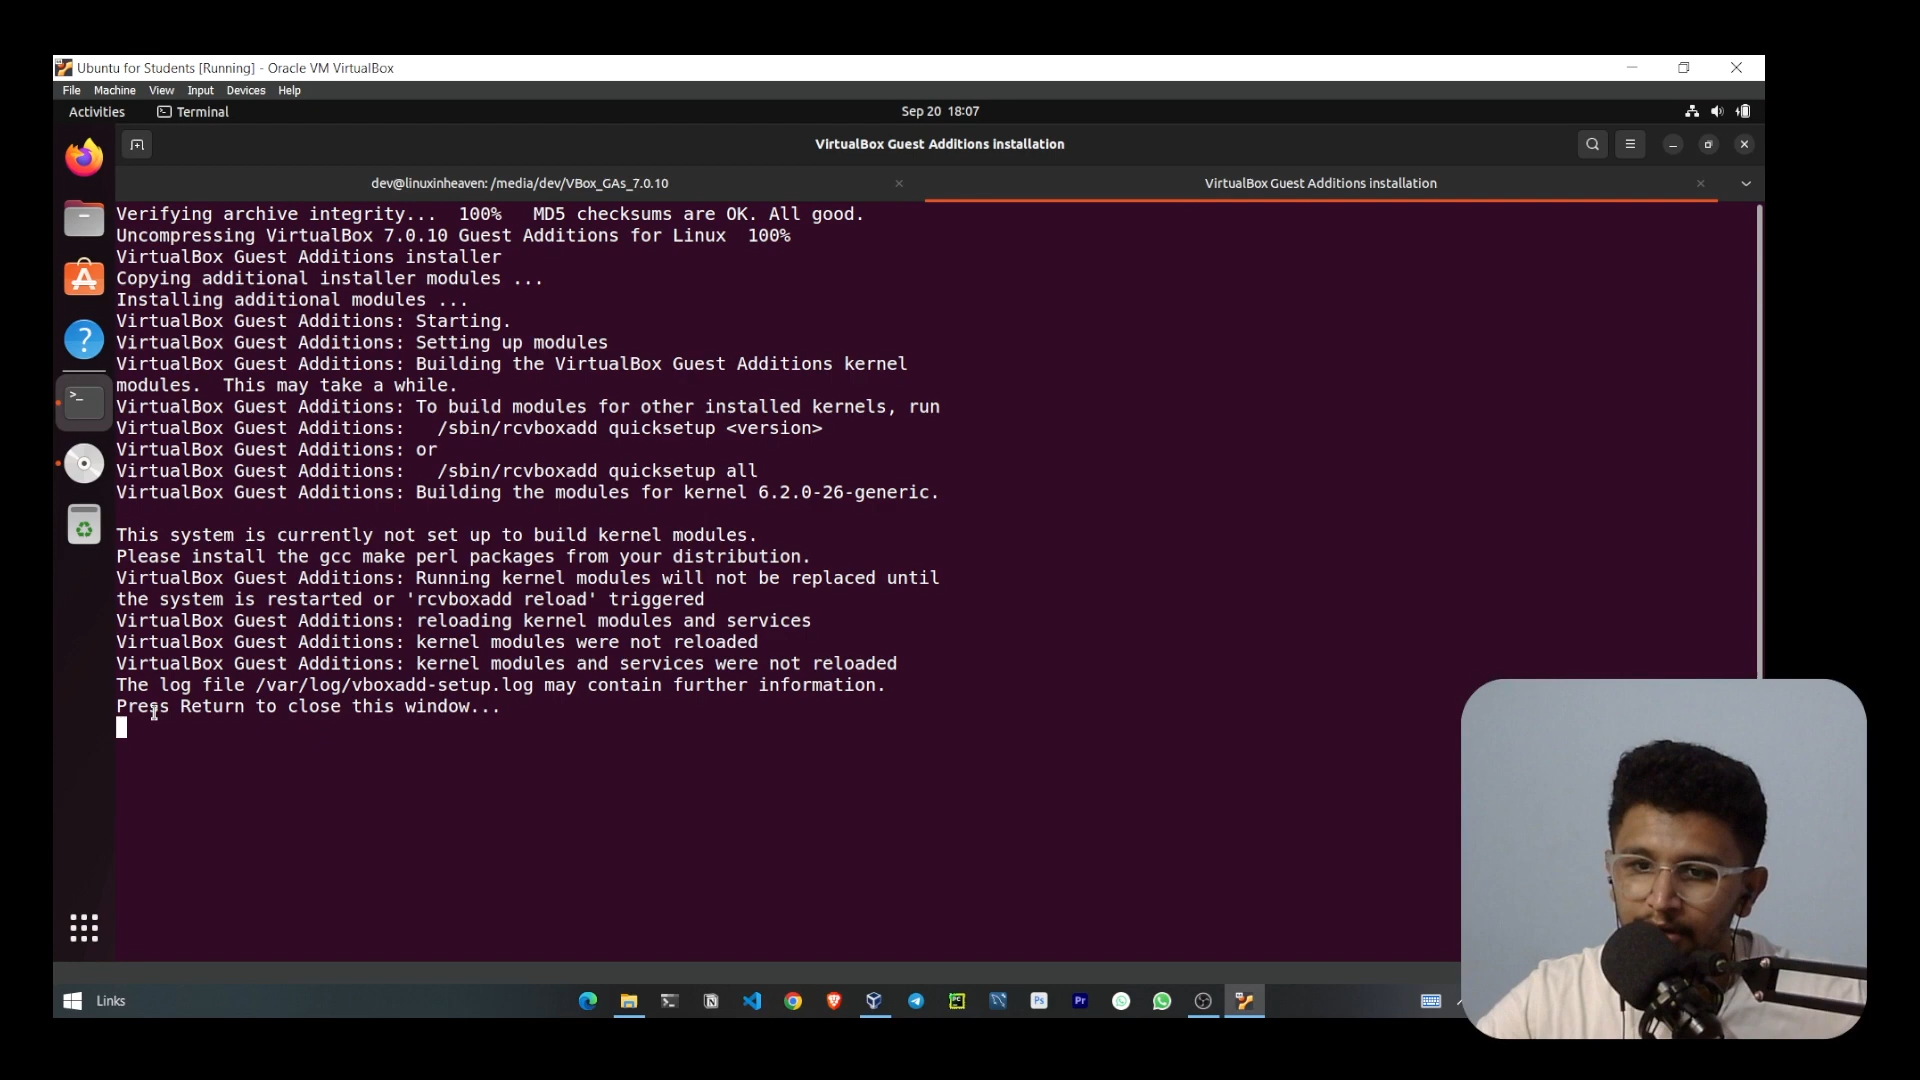 Ubuntu for Students [Running] - Oracle VM VirtualBox
File Machine View Input Devices Help
Activities Terminal Sep 20 18:07
VirtualBox Guest Additions installation
dev@linuxinheaven: /media/dev/VBox_GAs_7.0.10 VirtualBox Guest Additions installation
Verifying archive integrity... 100% MD5 checksums are OK. All good.
Uncompressing VirtualBox 7.0.10 Guest Additions for Linux 100%
VirtualBox Guest Additions installer
Copying additional installer modules ...
Installing additional modules ...
VirtualBox Guest Additions: Starting.
VirtualBox Guest Additions: Setting up modules
VirtualBox Guest Additions: Building the VirtualBox Guest Additions kernel
modules. This may take a while.
VirtualBox Guest Additions: To build modules for other installed kernels, run
VirtualBox Guest Additions: /sbin/rcvboxadd quicksetup <version>
VirtualBox Guest Additions: or
VirtualBox Guest Additions: /sbin/rcvboxadd quicksetup all
VirtualBox Guest Additions: Building the modules for kernel 6.2.0-26-generic.
This system is currently not set up to build kernel modules.
Please install the gcc make perl packages from your distribution.
VirtualBox Guest Additions: Running kernel modules will not be replaced until
the system is restarted or 'rcvboxadd reload' triggered
VirtualBox Guest Additions: reloading kernel modules and services
VirtualBox Guest Additions: kernel modules were not reloaded
VirtualBox Guest Additions: kernel modules and services were not reloaded
The log file /var/log/vboxadd-setup.log may contain further information.
Press Return to close this window...
Links
Ps Pr